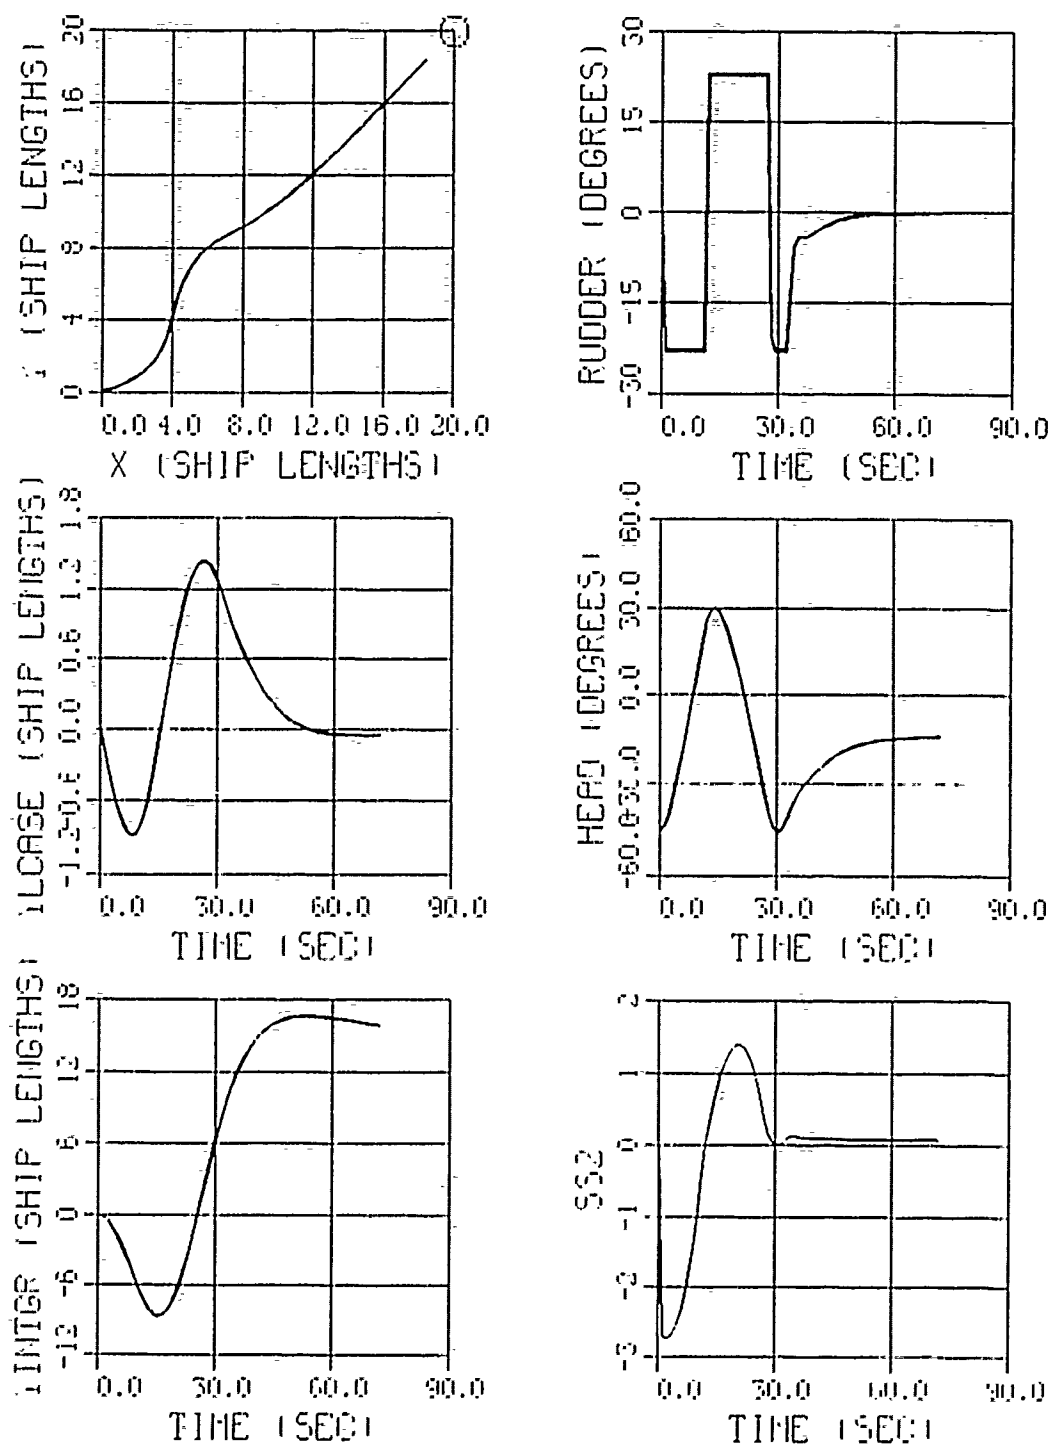 Y (SHIP LENGTHS)
20
16
12
8
4
0
0.0 4.0 8.0 12.0 16.0 20.0
X (SHIP LENGTHS)
RUDDER (DEGREES)
30
15
0
-15
-30
0.0 30.0 60.0 90.0
TIME (SEC)
YLCASE (SHIP LENGTHS)
1.8
1.2
0.6
0.0
-0.6
-1.2
0.0 30.0 60.0 90.0
TIME (SEC)
HEAD (DEGREES)
60.0
30.0
0.0
-30.0
-60.0
0.0 30.0 60.0 90.0
TIME (SEC)
YINTGR (SHIP LENGTHS)
18
12
6
0
-6
-12
0.0 30.0 60.0 90.0
TIME (SEC)
SS2
2
1
0
-1
-2
-3
0.0 30.0 60.0 90.0
TIME (SEC)